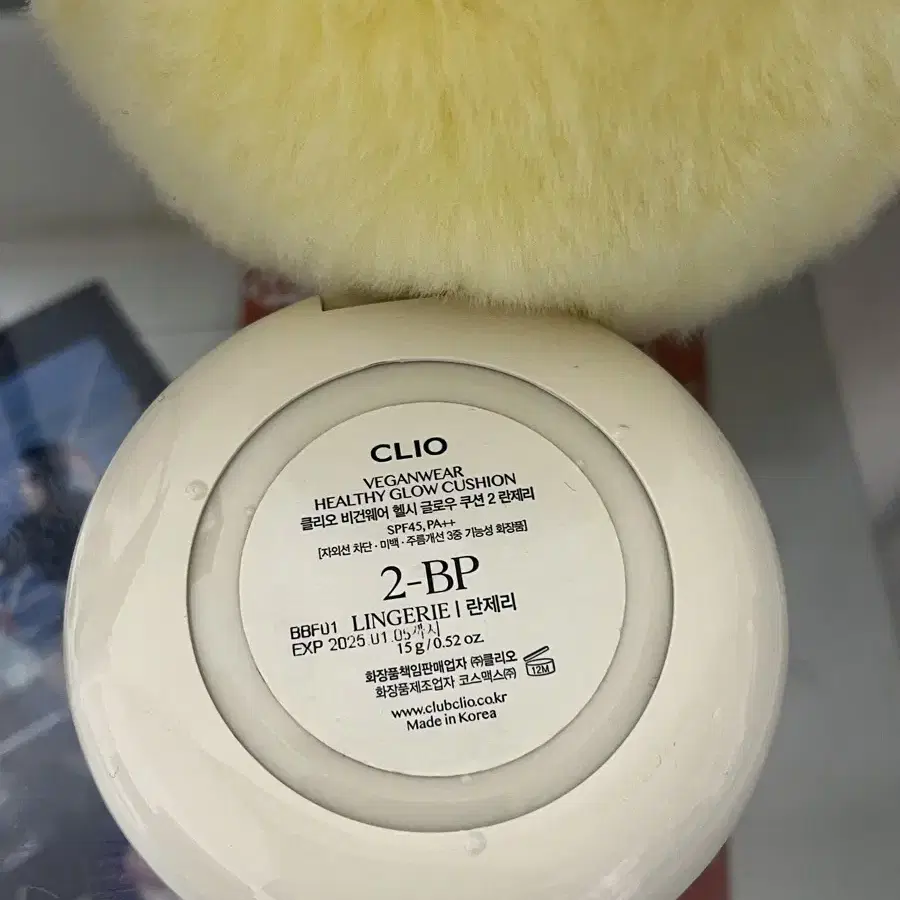 CLIO
VEGANWEAR
HEALTHY GLOW CUSHION
클리오 비건웨어 헬시 글로우 쿠션 2 란제리
SPF45, PA++
[자외선 차단 · 미백 · 주름개선 3중 기능성 화장품]
2-BP
LINGERIE | 란제리
BBF01
EXP 2025.01.05까지
15 g / 0.52 oz.
화장품책임판매업자 ㈜클리오
화장품제조업자 코스맥스㈜
12M
www.clubclio.co.kr
Made in Korea